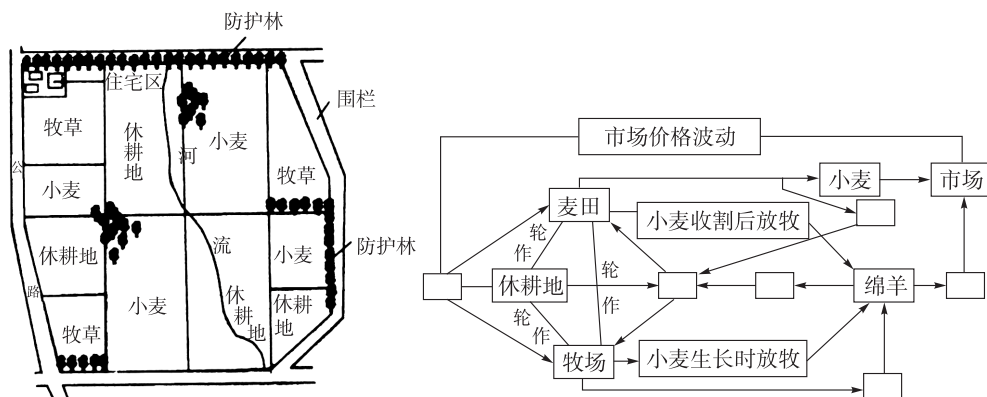 防护林
住宅区
围栏
牧草
休耕地
小麦
河
公
小麦
牧草
休耕地
流
小麦
防护林
路
小麦
休耕地
休耕地
牧草
市场价格波动
小麦
市场
麦田
小麦收割后放牧
轮作
轮作
休耕地
绵羊
轮作
牧场
小麦生长时放牧